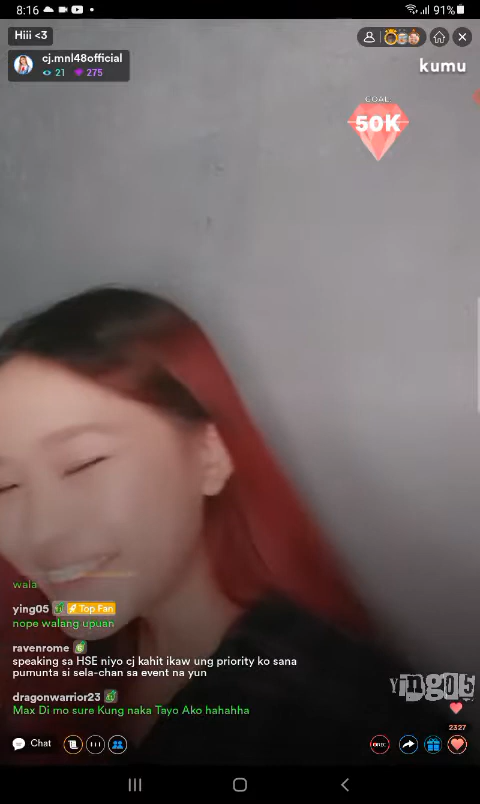 8:16
91%
Hiii <3
cj.mnl48official
21 275
kumu
GOAL
50K
wala
ying05 Top Fan
nope walang upuan
ravenrome
speaking sa HSE niyo cj kahit ikaw ung priority ko sana
pumunta si sela-chan sa event na yun
dragonwarrior23
Max Di mo sure Kung naka Tayo Ako hahahha
Ying05
2327
Chat